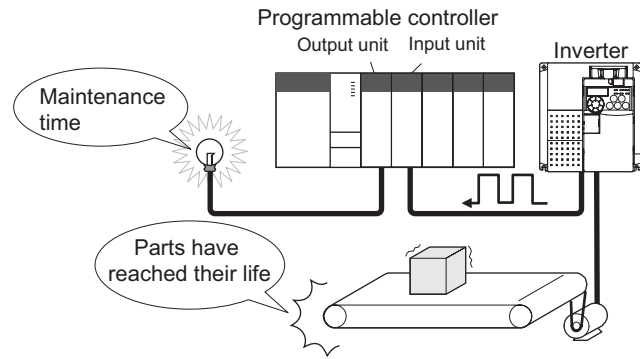 Programmable controller
Output unit
Input unit
Inverter
Maintenance
time
Parts have
reached their life